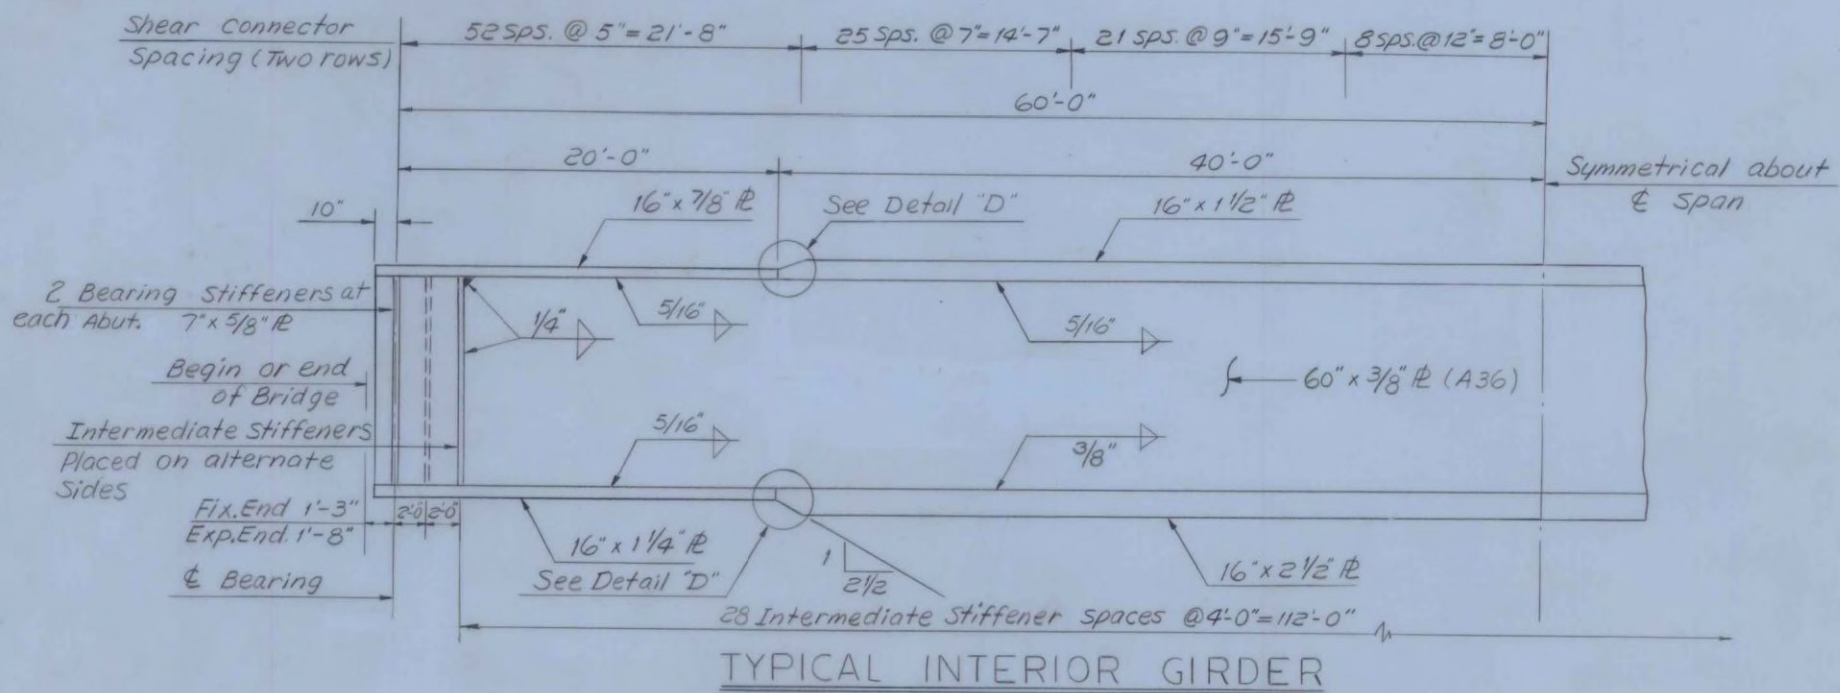 Shear Connector
Spacing (Two rows)
52 Sps. @ 5" = 21'-8"
25 Sps. @ 7"= 14'-7"
21 Sps. @ 9"= 15'-9"
8 Sps. @ 12"= 8'-0"
60'-0"
20'-0"
40'-0"
Symmetrical about
℄ Span
10"
16" x 7/8" ℞
See Detail "D"
16" x 1 1/2" ℞
2 Bearing Stiffeners at
each Abut. 7" x 5/8" ℞
1/4"
5/16"
5/16"
Begin or end
of Bridge
60" x 3/8" ℞ (A36)
Intermediate Stiffeners
Placed on alternate
Sides
5/16"
3/8"
Fix. End 1'-3"
Exp. End. 1'-8"
2'-0"
2'-0"
16" x 1 1/4" ℞
See Detail "D"
1
2 1/2
16" x 2 1/2" ℞
℄ Bearing
28 Intermediate Stiffener Spaces @ 4'-0" = 112'-0"
TYPICAL INTERIOR GIRDER